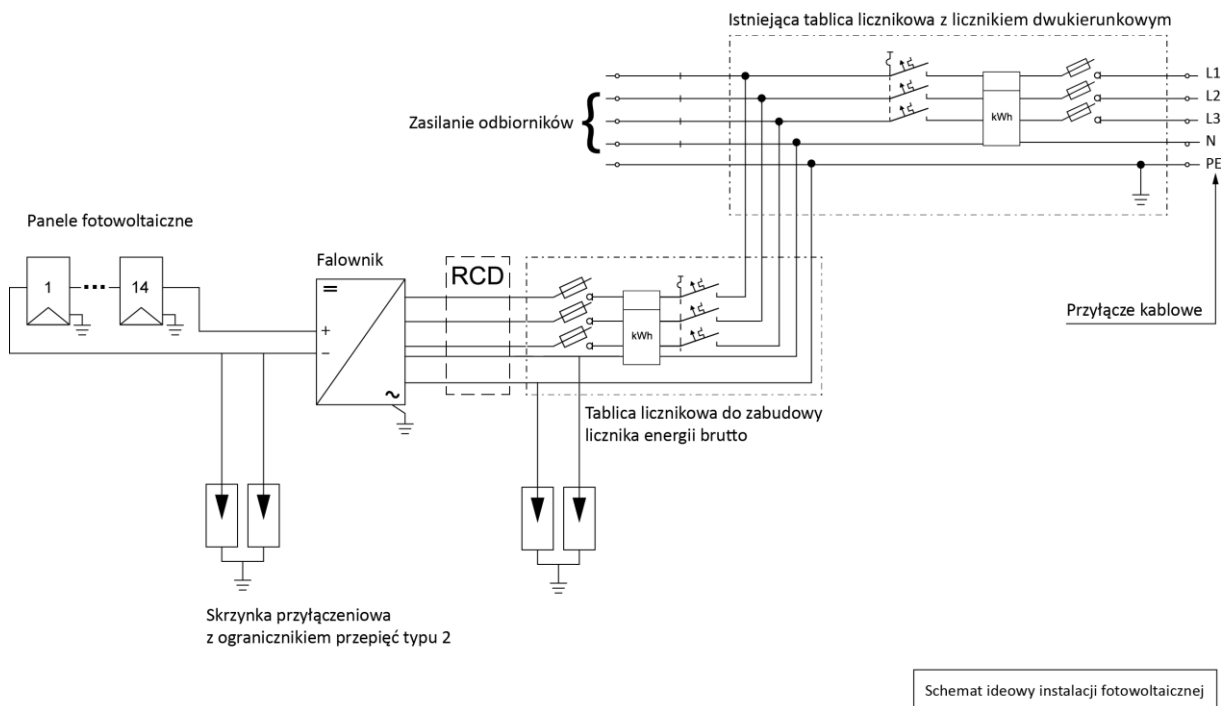 Istniejąca tablica licznikowa z licznikiem dwukierunkowym
L1
L2
L3
N
PE
kWh
Zasilanie odbiorników
Przyłącze kablowe
Panele fotowoltaiczne
1
14
Falownik
=
+
−
~
RCD
kWh
Tablica licznikowa do zabudowy
licznika energii brutto
Skrzynka przyłączeniowa
z ogranicznikiem przepięć typu 2
Schemat ideowy instalacji fotowoltaicznej